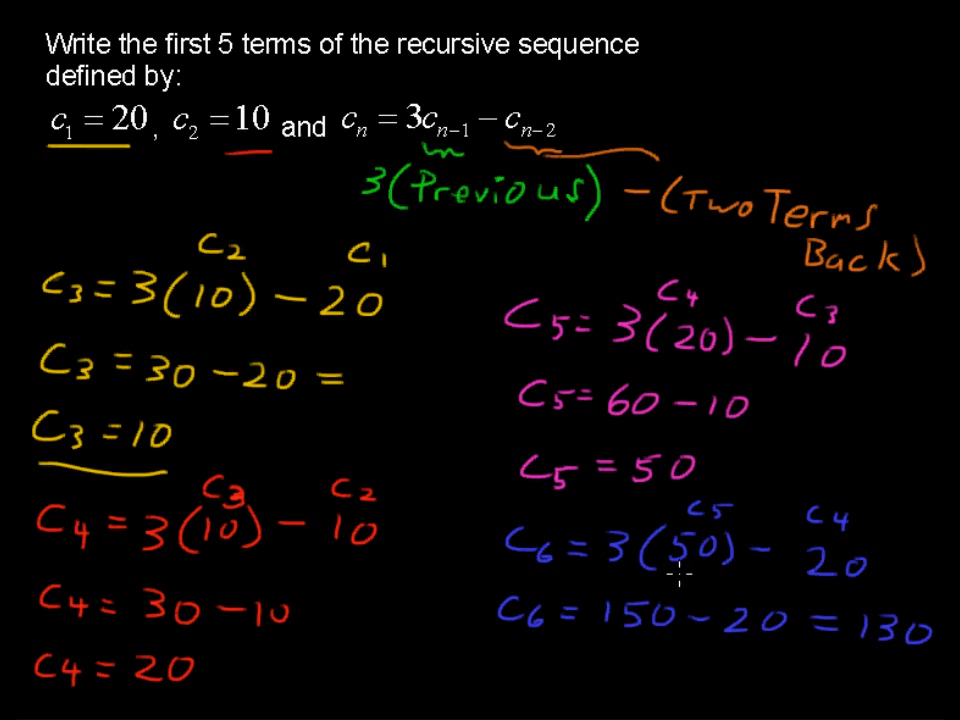 Write the first 5 terms of the recursive sequence
defined by:
c₁ = 20 , c₂ = 10 and cₙ = 3cₙ₋₁ − cₙ₋₂
3(Previous) − (Two Terms
Back)
C₂ C₁
C₃ = 3(10) − 20
C₃ = 30 − 20 =
C₃ = 10
C₃ C₂
C₄ = 3(10) − 10
C₄ = 30 − 10
C₄ = 20
C₄ C₃
C₅ = 3(20) − 10
C₅ = 60 − 10
C₅ = 50
C₅ C₄
C₆ = 3(50) − 20
C₆ = 150 − 20 = 130